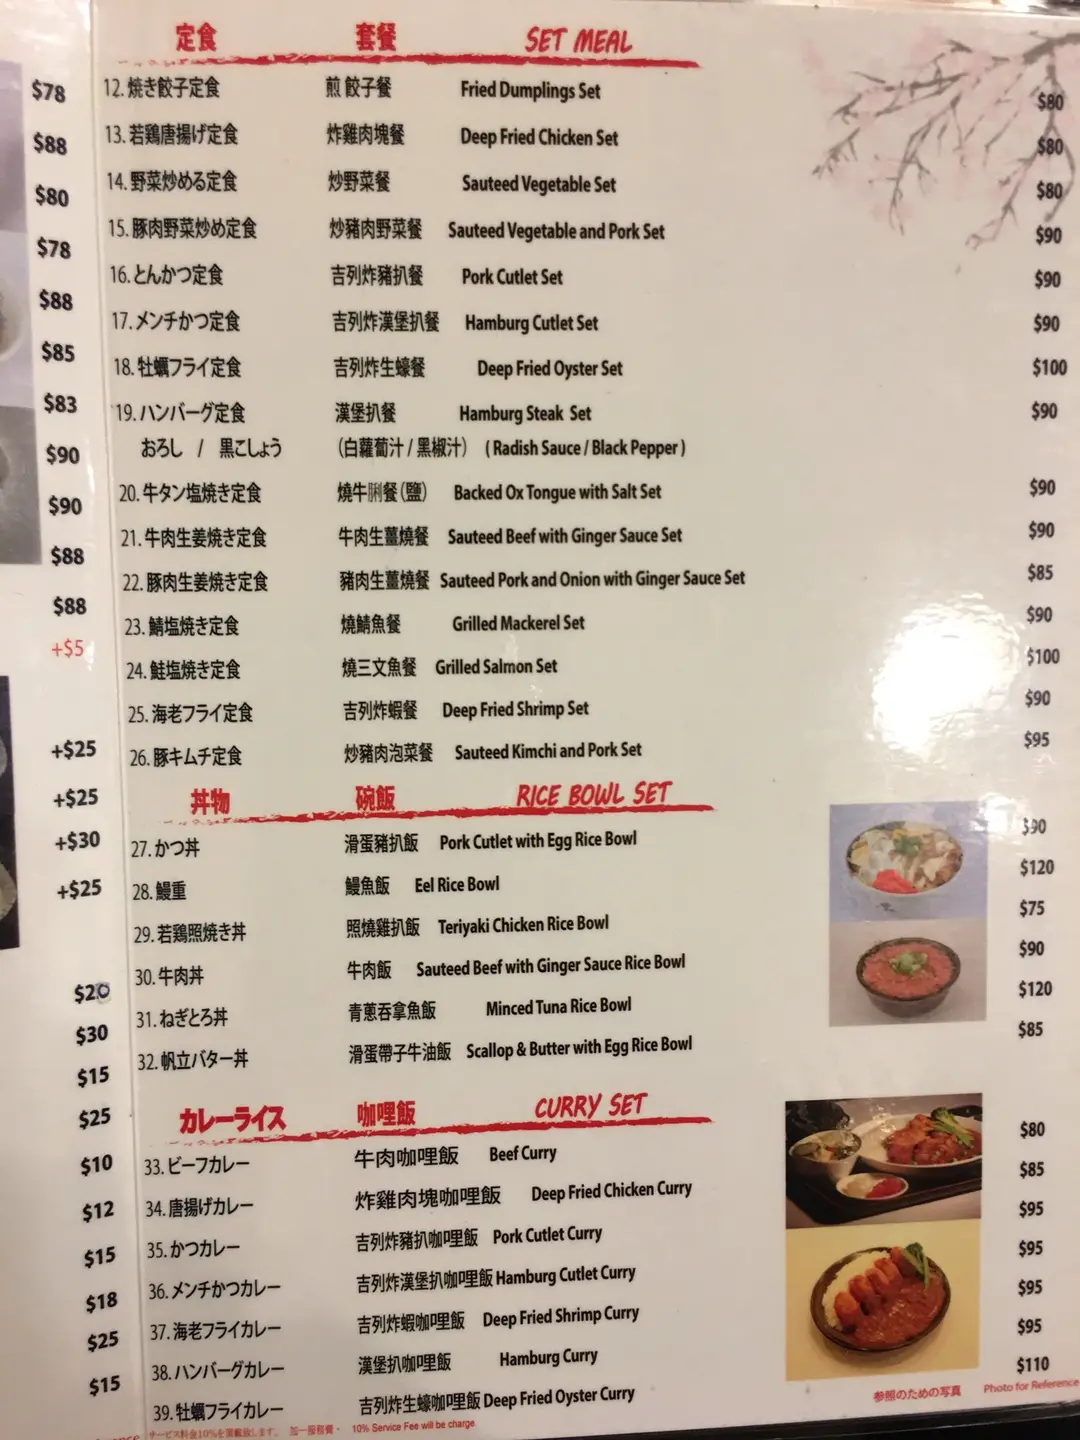 定食 套餐 SET MEAL
12. 焼き餃子定食 煎餃子餐 Fried Dumplings Set $80
13. 若鶏唐揚げ定食 炸雞肉塊餐 Deep Fried Chicken Set $80
14. 野菜炒める定食 炒野菜餐 Sauteed Vegetable Set $80
15. 豚肉野菜炒め定食 炒豬肉野菜餐 Sauteed Vegetable and Pork Set $90
16. とんかつ定食 吉列炸豬扒餐 Pork Cutlet Set $90
17. メンチかつ定食 吉列炸漢堡扒餐 Hamburg Cutlet Set $90
18. 牡蠣フライ定食 吉列炸生蠔餐 Deep Fried Oyster Set $100
19. ハンバーグ定食 漢堡扒餐 Hamburg Steak Set $90
おろし / 黒こしょう (白蘿蔔汁 / 黑椒汁) ( Radish Sauce / Black Pepper )
20. 牛タン塩焼き定食 燒牛脷餐 (鹽) Backed Ox Tongue with Salt Set $90
21. 牛肉生姜焼き定食 牛肉生薑燒餐 Sauteed Beef with Ginger Sauce Set $90
22. 豚肉生姜焼き定食 豬肉生薑燒餐 Sauteed Pork and Onion with Ginger Sauce Set $85
23. 鯖塩焼き定食 燒鯖魚餐 Grilled Mackerel Set $90
24. 鮭塩焼き定食 燒三文魚餐 Grilled Salmon Set $100
25. 海老フライ定食 吉列炸蝦餐 Deep Fried Shrimp Set $90
26. 豚キムチ定食 炒豬肉泡菜餐 Sauteed Kimchi and Pork Set $95
丼物 碗飯 RICE BOWL SET
27. かつ丼 滑蛋豬扒飯 Pork Cutlet with Egg Rice Bowl $90
28. 鰻重 鰻魚飯 Eel Rice Bowl $120
29. 若鶏照焼き丼 照燒雞扒飯 Teriyaki Chicken Rice Bowl $75
30. 牛肉丼 牛肉飯 Sauteed Beef with Ginger Sauce Rice Bowl $90
31. ねぎとろ丼 青蔥吞拿魚飯 Minced Tuna Rice Bowl $120
32. 帆立バター丼 滑蛋帶子牛油飯 Scallop & Butter with Egg Rice Bowl $85
カレーライス 咖哩飯 CURRY SET
33. ビーフカレー 牛肉咖哩飯 Beef Curry $80
34. 唐揚げカレー 炸雞肉塊咖哩飯 Deep Fried Chicken Curry $85
35. かつカレー 吉列炸豬扒咖哩飯 Pork Cutlet Curry $95
36. メンチかつカレー 吉列炸漢堡扒咖哩飯 Hamburg Cutlet Curry $95
37. 海老フライカレー 吉列炸蝦咖哩飯 Deep Fried Shrimp Curry $95
38. ハンバーグカレー 漢堡扒咖哩飯 Hamburg Curry $95
39. 牡蠣フライカレー 吉列炸生蠔咖哩飯 Deep Fried Oyster Curry $110
参照のための写真 Photo for Reference
サービス料金10%を頂戴致します。 加一服務費。 10% Service Fee will be charge
$78
$88
$80
$78
$88
$85
$83
$90
$90
$88
$88
+$5
+$25
+$25
+$30
+$25
$20
$30
$15
$25
$10
$12
$15
$18
$25
$15